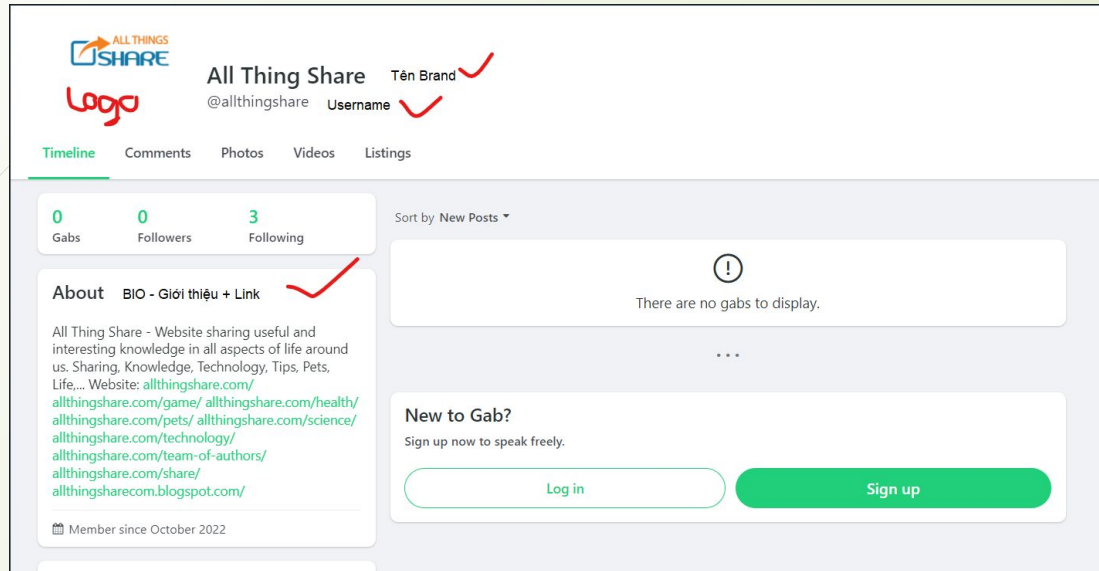 ALL THINGS
SHARE
Logo
All Thing Share Tên Brand
@allthingshare Username
Timeline Comments Photos Videos Listings
0 0 3
Gabs Followers Following
Sort by New Posts
There are no gabs to display.
About BIO - Giới thiệu + Link
All Thing Share - Website sharing useful and
interesting knowledge in all aspects of life around
us. Sharing, Knowledge, Technology, Tips, Pets,
Life,... Website: allthingshare.com/
allthingshare.com/game/ allthingshare.com/health/
allthingshare.com/pets/ allthingshare.com/science/
allthingshare.com/technology/
allthingshare.com/team-of-authors/
allthingshare.com/share/
allthingsharecom.blogspot.com/
Member since October 2022
New to Gab?
Sign up now to speak freely.
Log in Sign up